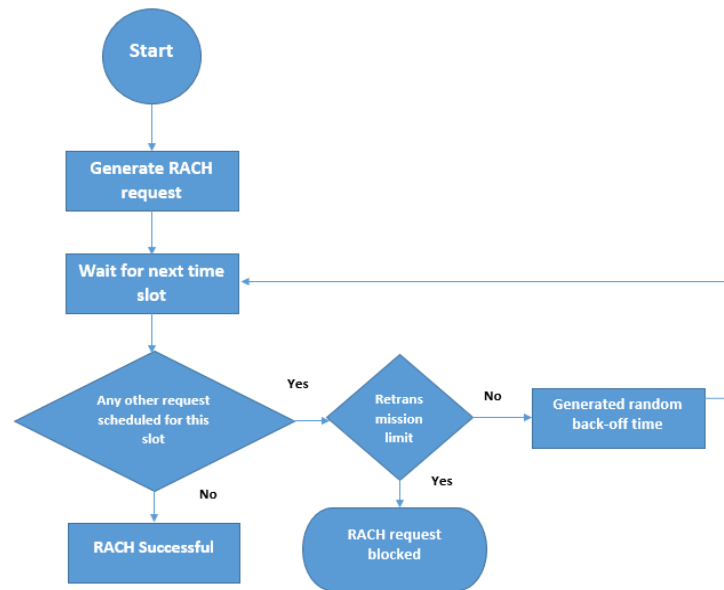 Start
Generate RACH
request
Wait for next time
slot
Any other request
scheduled for this
slot
Yes
Retrans
mission
limit
No
Generated random
back-off time
No
Yes
RACH Successful
RACH request
blocked